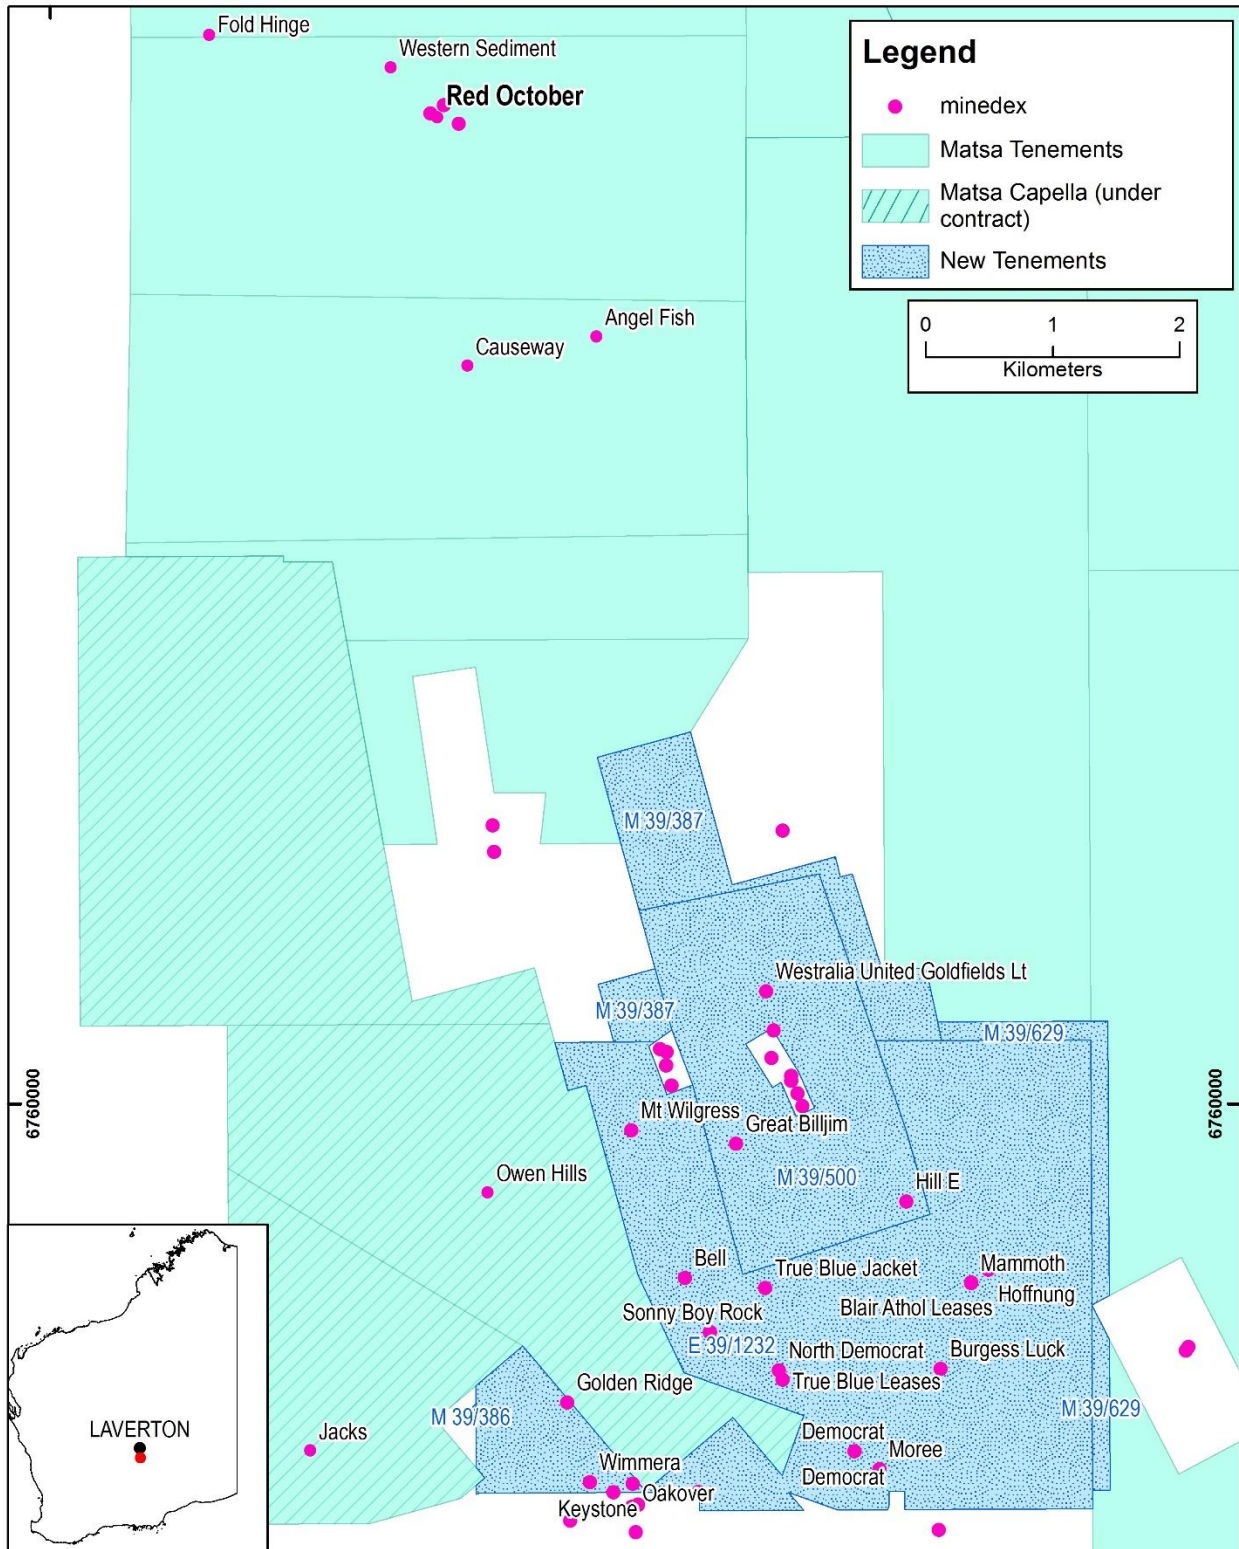 Fold Hinge
Western Sediment
Red October
Legend
minedex
Matsa Tenements
Matsa Capella (under
contract)
New Tenements
0 1 2
Kilometers
Angel Fish
Causeway
M 39/387
Westralia United Goldfields Lt
M 39/387
M 39/629
6760000
6760000
Mt Wilgress
Great Billjim
M 39/500
Owen Hills
Hill E
Bell
True Blue Jacket
Mammoth
Hoffnung
Blair Athol Leases
Sonny Boy Rock
E 39/1232
North Democrat
Burgess Luck
True Blue Leases
Golden Ridge
M 39/386
M 39/629
LAVERTON
Jacks
Democrat
Moree
Wimmera
Democrat
Oakover
Keystone